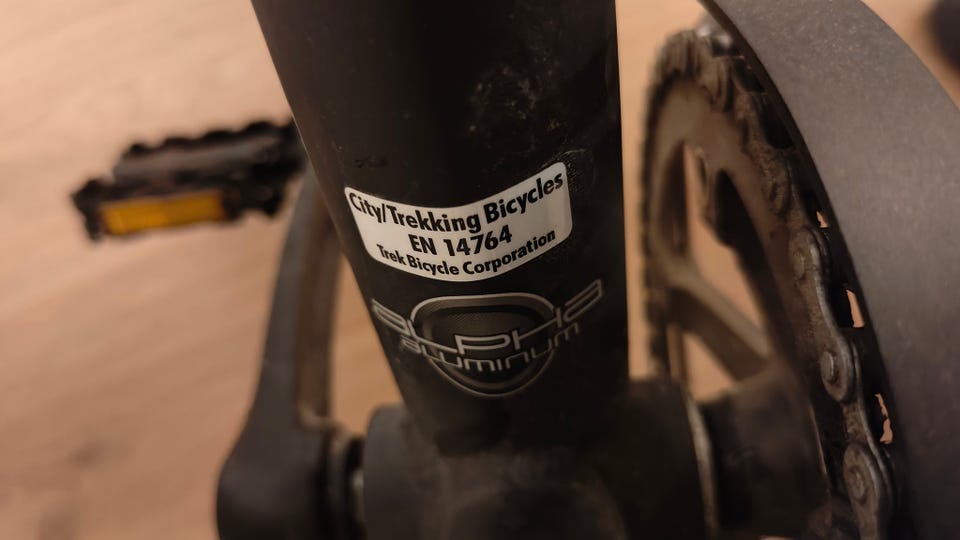 City/Trekking Bicycles
EN 14764
Trek Bicycle Corporation
aLPHa
aLUMINUM